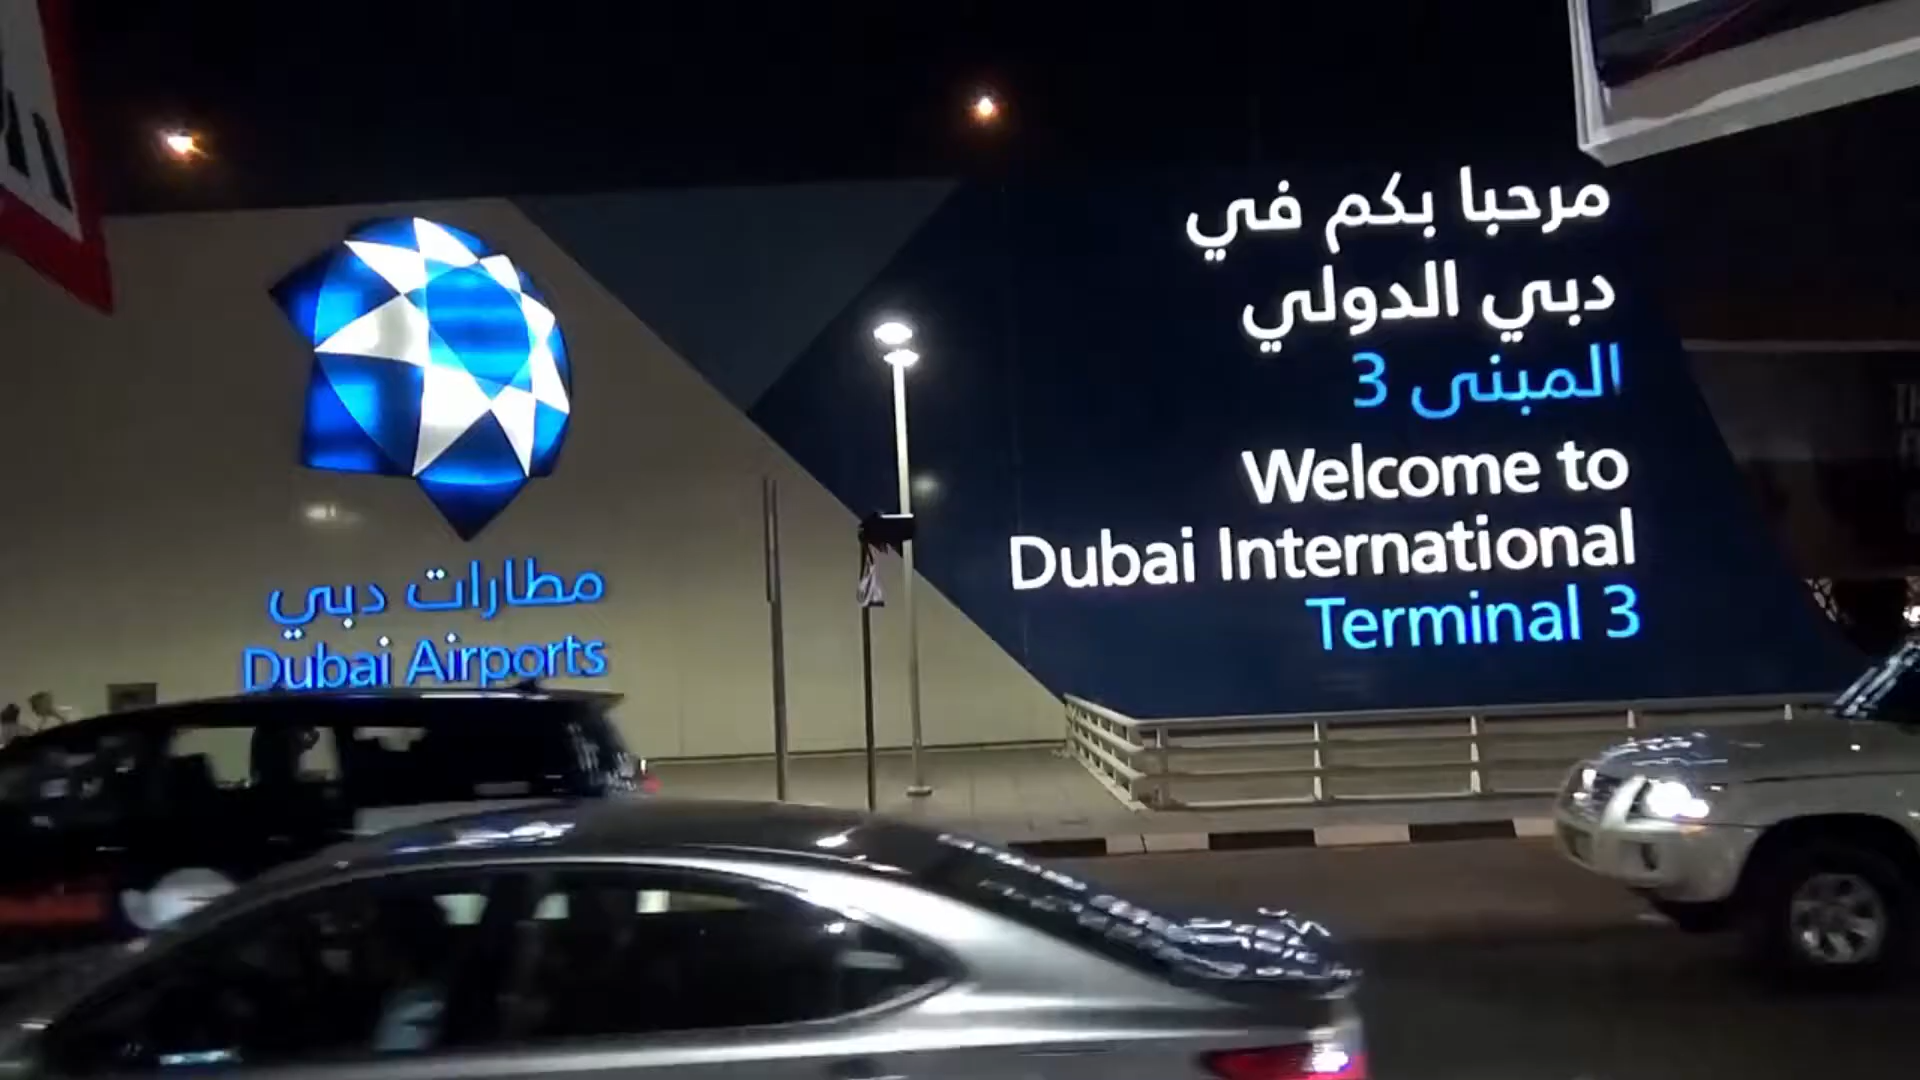 مطارات دبي
Dubai Airports
مرحبا بكم في
دبي الدولي
المبنى 3
Welcome to
Dubai International
Terminal 3